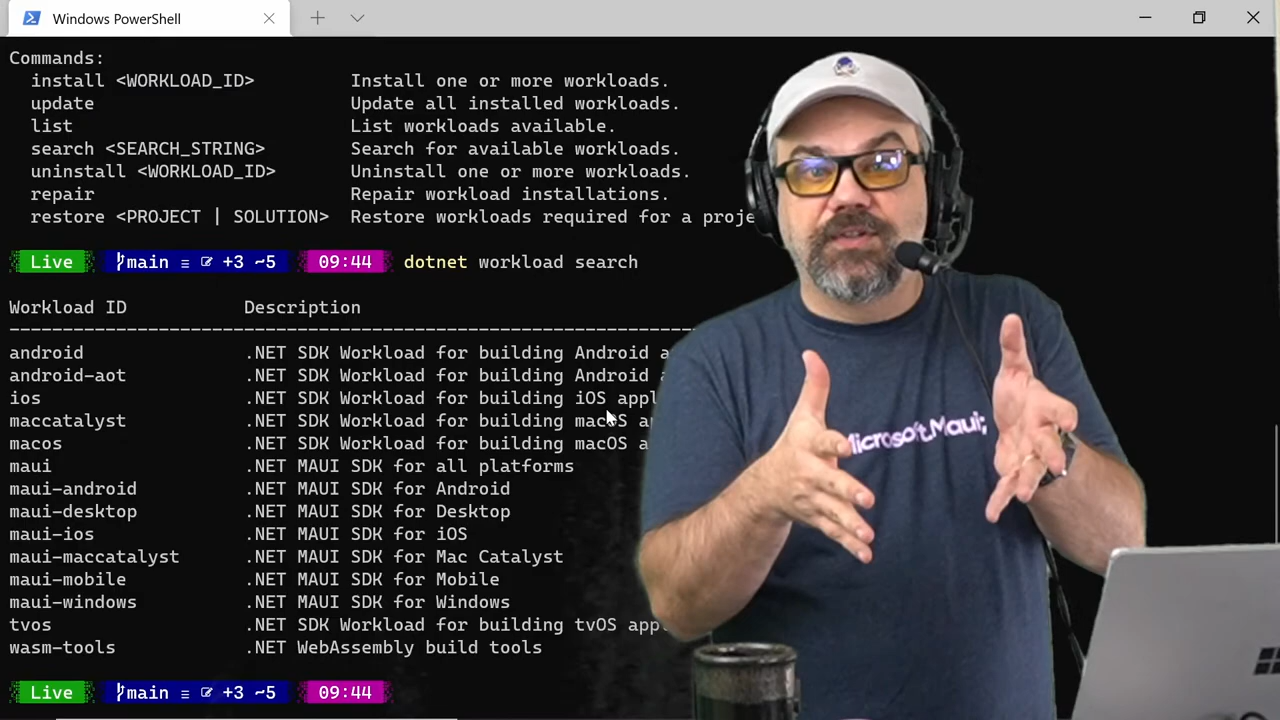 Windows PowerShell
Commands:
install <WORKLOAD_ID> Install one or more workloads.
update Update all installed workloads.
list List workloads available.
search <SEARCH_STRING> Search for available workloads.
uninstall <WORKLOAD_ID> Uninstall one or more workloads.
repair Repair workload installations.
restore <PROJECT | SOLUTION> Restore workloads required for a proje
Live main ≡ +3 ~5 09:44 dotnet workload search
Workload ID Description
android .NET SDK Workload for building Android a
android-aot .NET SDK Workload for building Android
ios .NET SDK Workload for building iOS appl
maccatalyst .NET SDK Workload for building macOS a
macos .NET SDK Workload for building macOS a
maui .NET MAUI SDK for all platforms
maui-android .NET MAUI SDK for Android
maui-desktop .NET MAUI SDK for Desktop
maui-ios .NET MAUI SDK for iOS
maui-maccatalyst .NET MAUI SDK for Mac Catalyst
maui-mobile .NET MAUI SDK for Mobile
maui-windows .NET MAUI SDK for Windows
tvos .NET SDK Workload for building tvOS appl
wasm-tools .NET WebAssembly build tools
Live main ≡ +3 ~5 09:44
Microsoft.Maui;